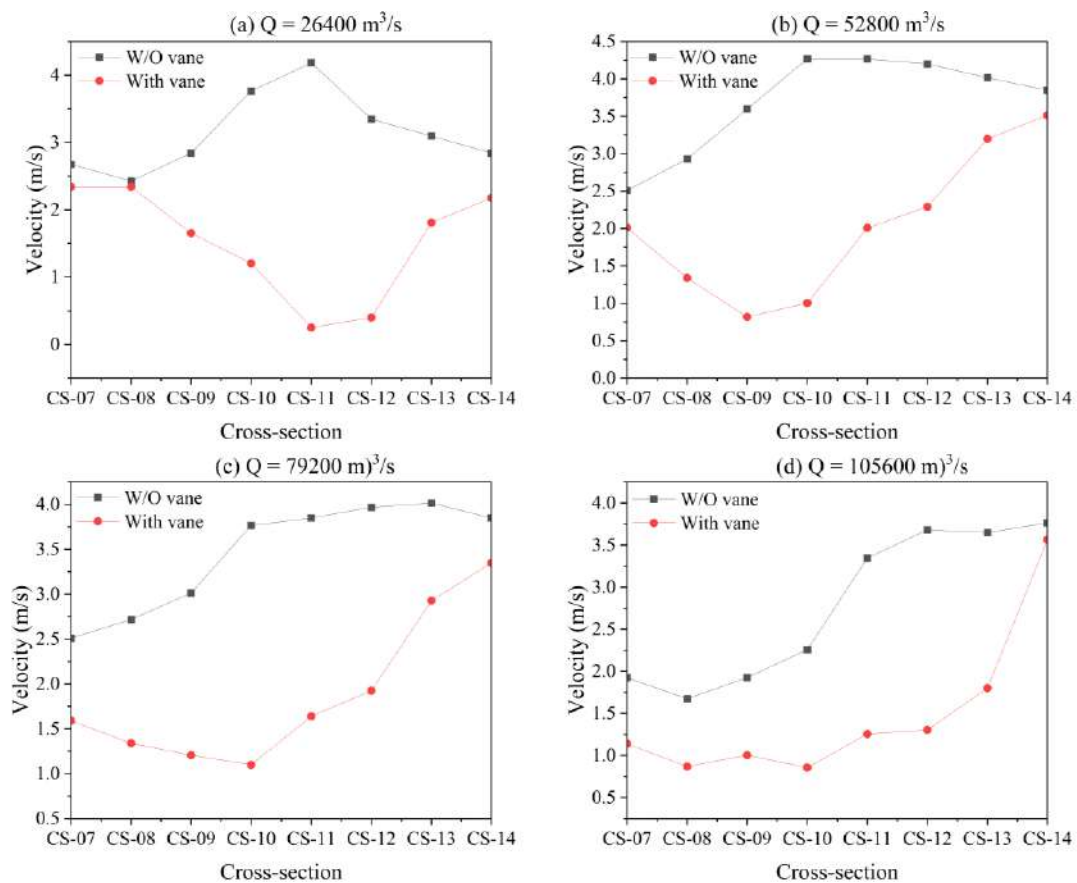 (a) Q = 26400 m³/s
W/O vane
With vane
4
3
2
1
0
Velocity (m/s)
CS-07 CS-08 CS-09 CS-10 CS-11 CS-12 CS-13 CS-14
Cross-section
(b) Q = 52800 m³/s
W/O vane
With vane
4.5
4.0
3.5
3.0
2.5
2.0
1.5
1.0
0.5
0.0
Velocity (m/s)
CS-07 CS-08 CS-09 CS-10 CS-11 CS-12 CS-13 CS-14
Cross-section
(c) Q = 79200 m)³/s
W/O vane
With vane
4.0
3.5
3.0
2.5
2.0
1.5
1.0
0.5
Velocity (m/s)
CS-07 CS-08 CS-09 CS-10 CS-11 CS-12 CS-13 CS-14
Cross-section
(d) Q = 105600 m)³/s
W/O vane
With vane
4.0
3.5
3.0
2.5
2.0
1.5
1.0
0.5
Velocity (m/s)
CS-07 CS-08 CS-09 CS-10 CS-11 CS-12 CS-13 CS-14
Cross-section